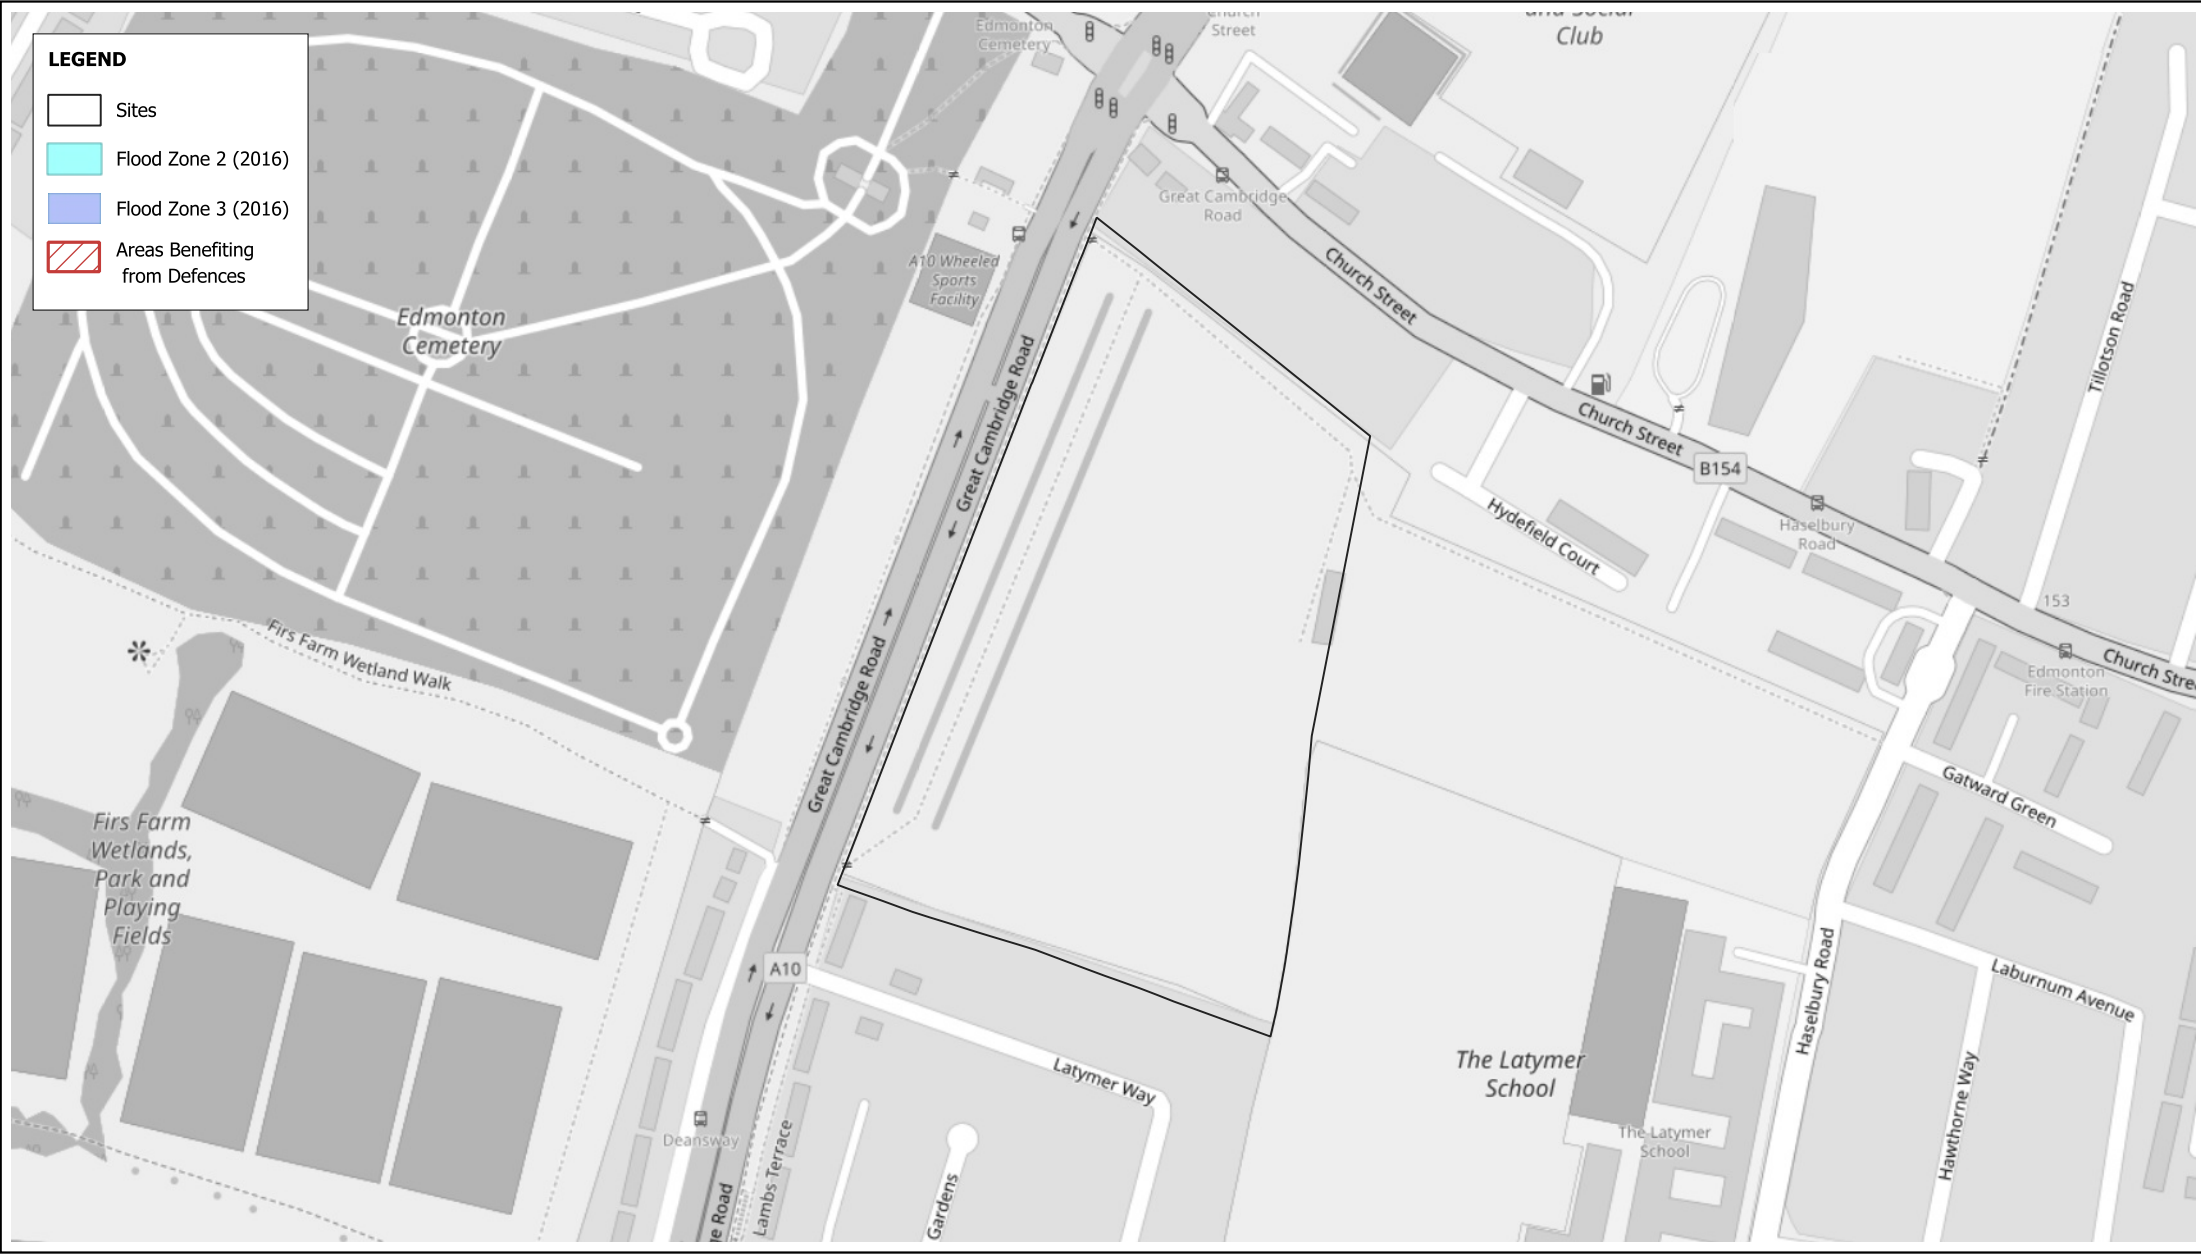 LEGEND
Sites
Flood Zone 2 (2016)
Flood Zone 3 (2016)
Areas Benefiting
from Defences
Edmonton
Cemetery
Church
Street
and Social
Club
Great Cambridge
Road
A10 Wheeled
Sports
Facility
Edmonton
Cemetery
Church Street
Great Cambridge Road
Tillotson Road
Church Street
B154
Hydefield Court
Haselbury
Road
153
Church Stre
Edmonton
Fire Station
Firs Farm Wetland Walk
Great Cambridge Road
Gatward Green
Firs Farm
Wetlands,
Park and
Playing
Fields
A10
Haselbury Road
Laburnum Avenue
Latymer Way
The Latymer
School
Hawthorne Way
Deansway
Lambs Terrace
The Latymer
School
Gardens
ge Road